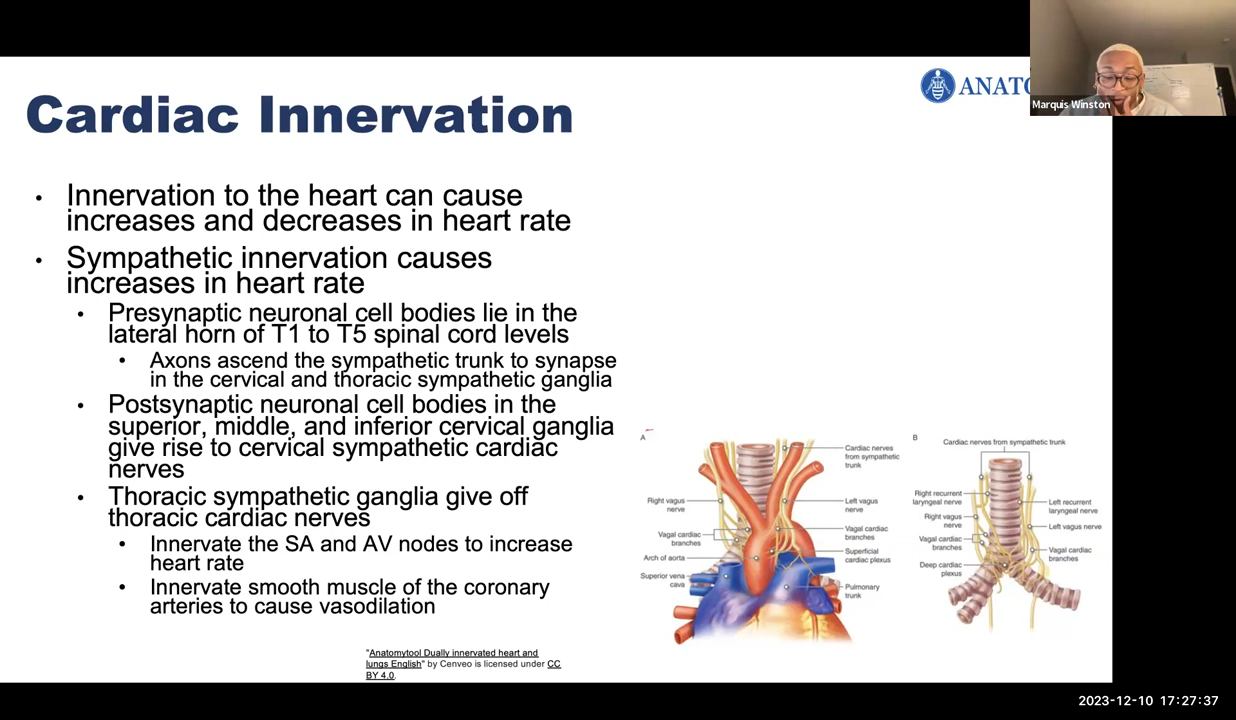 ANATO
Marquis Winston
Cardiac Innervation
• Innervation to the heart can cause
increases and decreases in heart rate
• Sympathetic innervation causes
increases in heart rate
• Presynaptic neuronal cell bodies lie in the
lateral horn of T1 to T5 spinal cord levels
• Axons ascend the sympathetic trunk to synapse
in the cervical and thoracic sympathetic ganglia
• Postsynaptic neuronal cell bodies in the
superior, middle, and inferior cervical ganglia
give rise to cervical sympathetic cardiac
nerves
• Thoracic sympathetic ganglia give off
thoracic cardiac nerves
• Innervate the SA and AV nodes to increase
heart rate
• Innervate smooth muscle of the coronary
arteries to cause vasodilation
A
Cardiac nerves
from sympathetic
trunk
Right vagus
nerve
Left vagus
nerve
Vagal cardiac
branches
Vagal cardiac
branches
Arch of aorta
Superficial
cardiac plexus
Superior vena
cava
Pulmonary
trunk
B
Cardiac nerves from sympathetic trunk
Right recurrent
laryngeal nerve
Left recurrent
laryngeal nerve
Right vagus
nerve
Left vagus nerve
Vagal cardiac
branches
Vagal cardiac
branches
Deep cardiac
plexus
"Anatomytool Dually innervated heart and
lungs English" by Cenveo is licensed under CC
BY 4.0.
2023-12-10 17:27:37